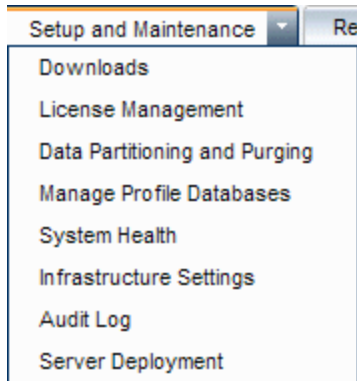 Setup and Maintenance Re
Downloads
License Management
Data Partitioning and Purging
Manage Profile Databases
System Health
Infrastructure Settings
Audit Log
Server Deployment